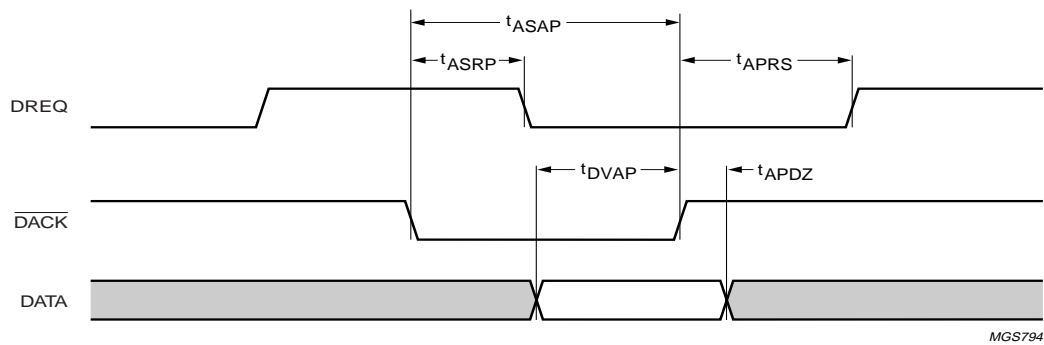 tASAP
tASRP
tAPRS
DREQ
tDVAP
tAPDZ
DACK
DATA
MGS794